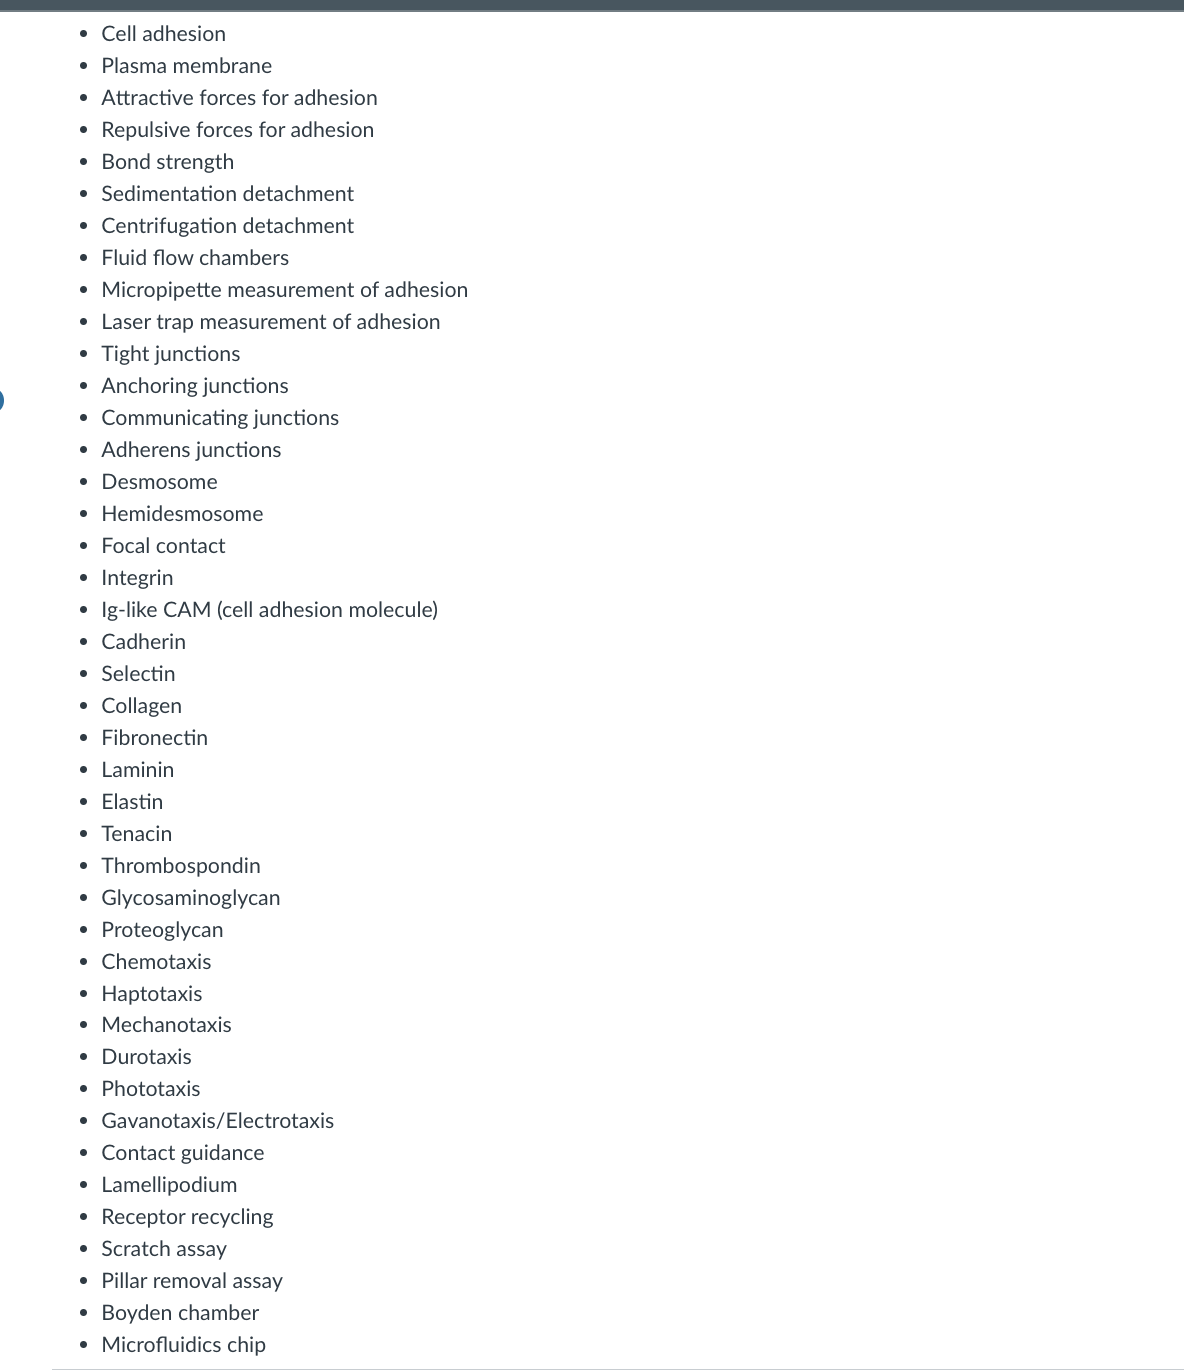 • Cell adhesion
• Plasma membrane
• Attractive forces for adhesion
• Repulsive forces for adhesion
• Bond strength
• Sedimentation detachment
• Centrifugation detachment
• Fluid flow chambers
• Micropipette measurement of adhesion
• Laser trap measurement of adhesion
• Tight junctions
• Anchoring junctions
• Communicating junctions
• Adherens junctions
• Desmosome
• Hemidesmosome
• Focal contact
• Integrin
• Ig-like CAM (cell adhesion molecule)
• Cadherin
• Selectin
• Collagen
• Fibronectin
• Laminin
• Elastin
• Tenacin
• Thrombospondin
• Glycosaminoglycan
• Proteoglycan
• Chemotaxis
• Haptotaxis
• Mechanotaxis
• Durotaxis
• Phototaxis
• Gavanotaxis/Electrotaxis
• Contact guidance
• Lamellipodium
• Receptor recycling
• Scratch assay
• Pillar removal assay
• Boyden chamber
• Microfluidics chip